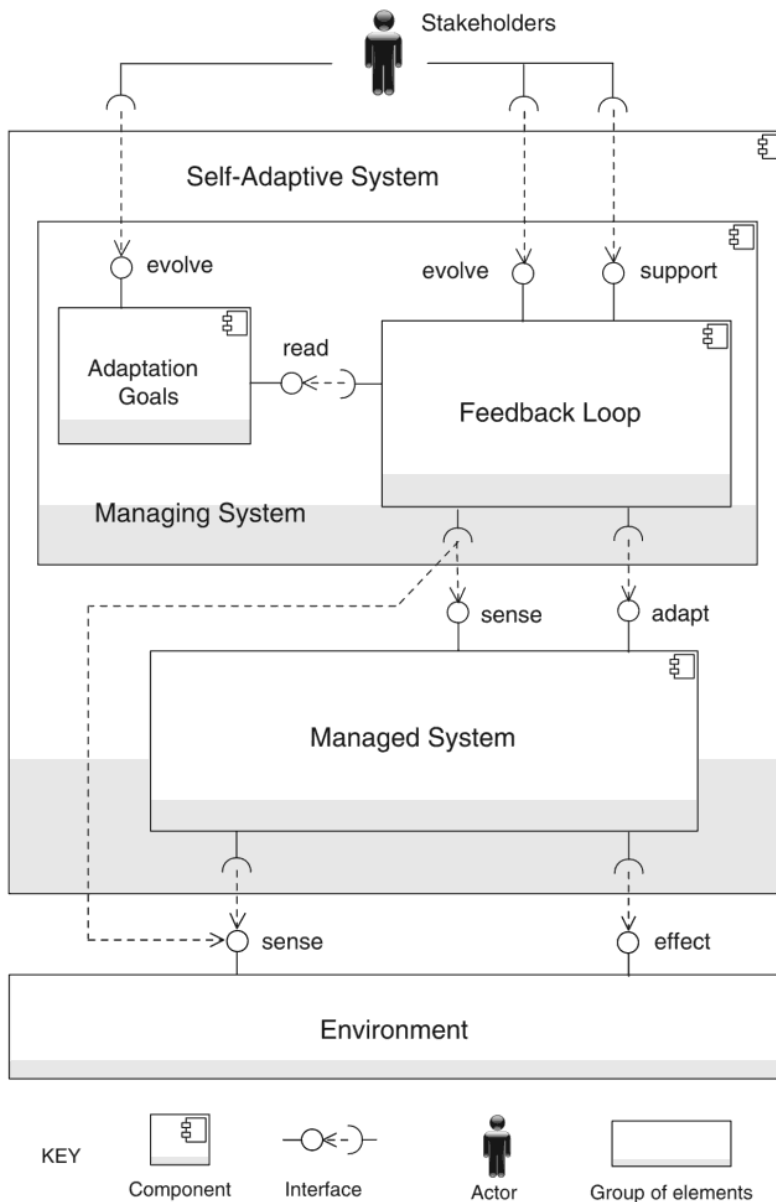 Stakeholders
Self-Adaptive System
evolve
evolve
support
Adaptation
Goals
read
Feedback Loop
Managing System
sense
adapt
Managed System
sense
effect
Environment
KEY
Component
Interface
Actor
Group of elements